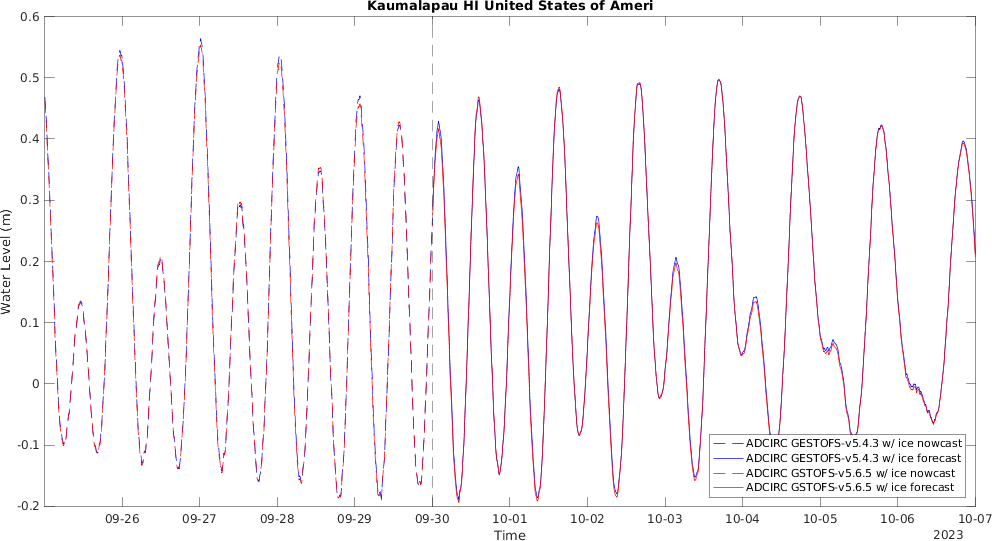 Kaumalapau HI United States of Ameri
0.6
0.5
0.4
0.3
0.2
0.1
0
-0.1
-0.2
Water Level (m)
ADCIRC GESTOFS-v5.4.3 w/ ice nowcast
ADCIRC GESTOFS-v5.4.3 w/ ice forecast
ADCIRC GSTOFS-v5.6.5 w/ ice nowcast
ADCIRC GSTOFS-v5.6.5 w/ ice forecast
09-26 09-27 09-28 09-29 09-30 10-01 10-02 10-03 10-04 10-05 10-06 10-07
Time
2023